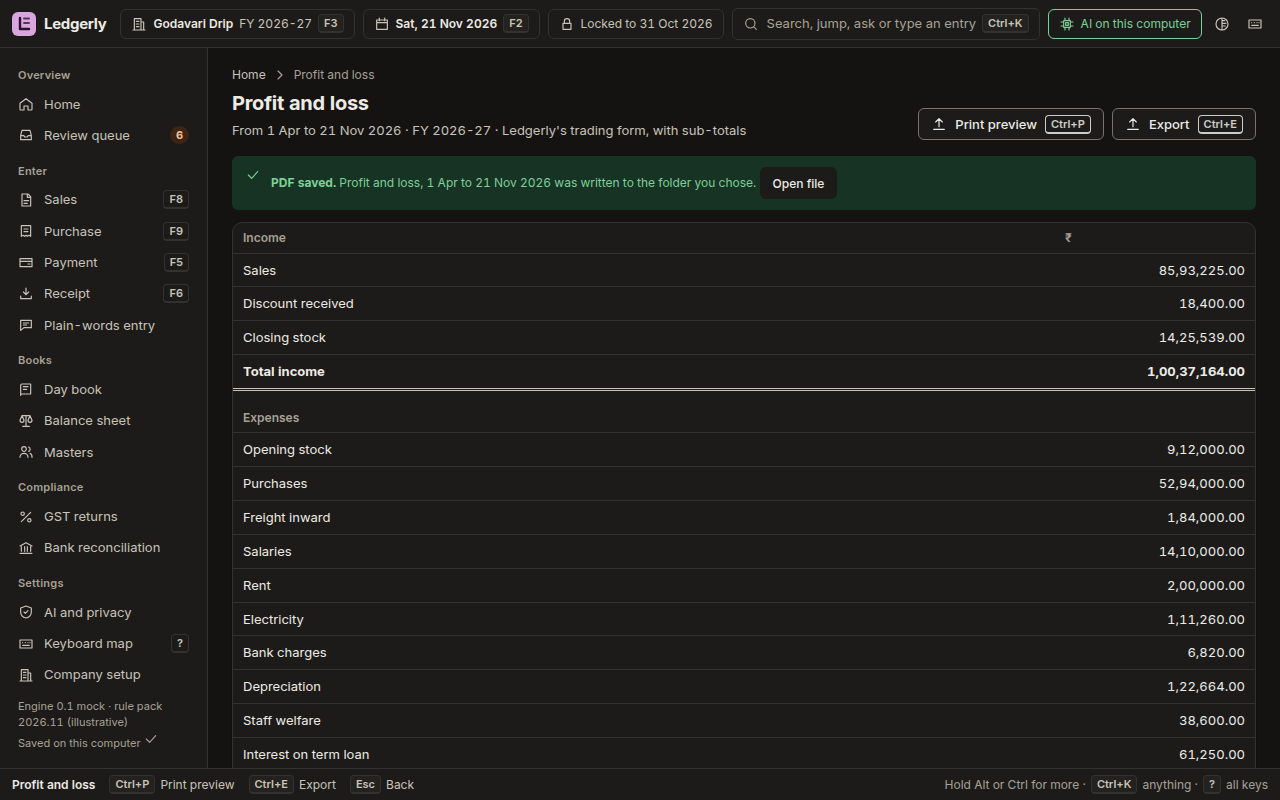 Ledgerly
Godavari Drip FY 2026-27 F3
Sat, 21 Nov 2026 F2
Locked to 31 Oct 2026
Search, jump, ask or type an entry Ctrl+K
AI on this computer
Overview
Home
Review queue 6
Enter
Sales F8
Purchase F9
Payment F5
Receipt F6
Plain-words entry
Books
Day book
Balance sheet
Masters
Compliance
GST returns
Bank reconciliation
Settings
AI and privacy
Keyboard map ?
Company setup
Engine 0.1 mock · rule pack
2026.11 (illustrative)
Saved on this computer
Home > Profit and loss
Profit and loss
From 1 Apr to 21 Nov 2026 · FY 2026-27 · Ledgerly's trading form, with sub-totals
Print preview Ctrl+P
Export Ctrl+E
PDF saved. Profit and loss, 1 Apr to 21 Nov 2026 was written to the folder you chose. Open file
Income ₹
Sales 85,93,225.00
Discount received 18,400.00
Closing stock 14,25,539.00
Total income 1,00,37,164.00
Expenses
Opening stock 9,12,000.00
Purchases 52,94,000.00
Freight inward 1,84,000.00
Salaries 14,10,000.00
Rent 2,00,000.00
Electricity 1,11,260.00
Bank charges 6,820.00
Depreciation 1,22,664.00
Staff welfare 38,600.00
Interest on term loan 61,250.00
Profit and loss Ctrl+P Print preview Ctrl+E Export Esc Back
Hold Alt or Ctrl for more · Ctrl+K anything · ? all keys